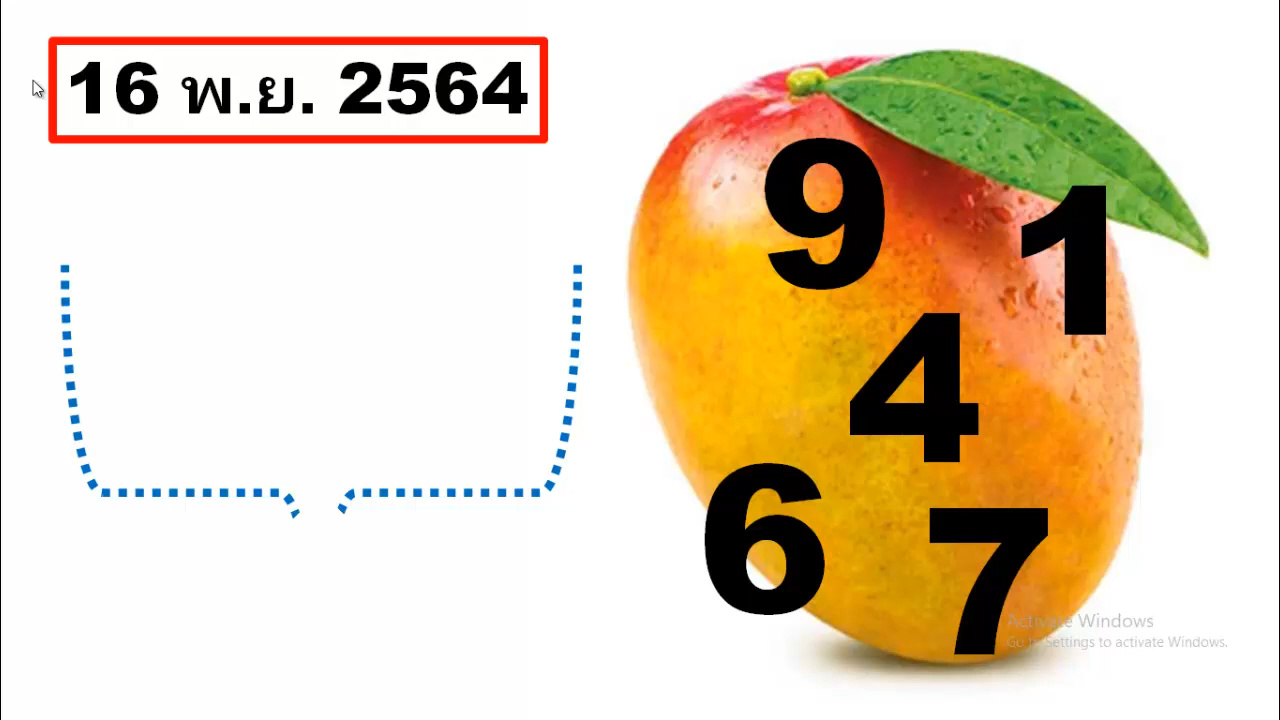 16 พ.ย. 2564
9
1
4
6
7
Activate Windows
Go to Settings to activate Windows.